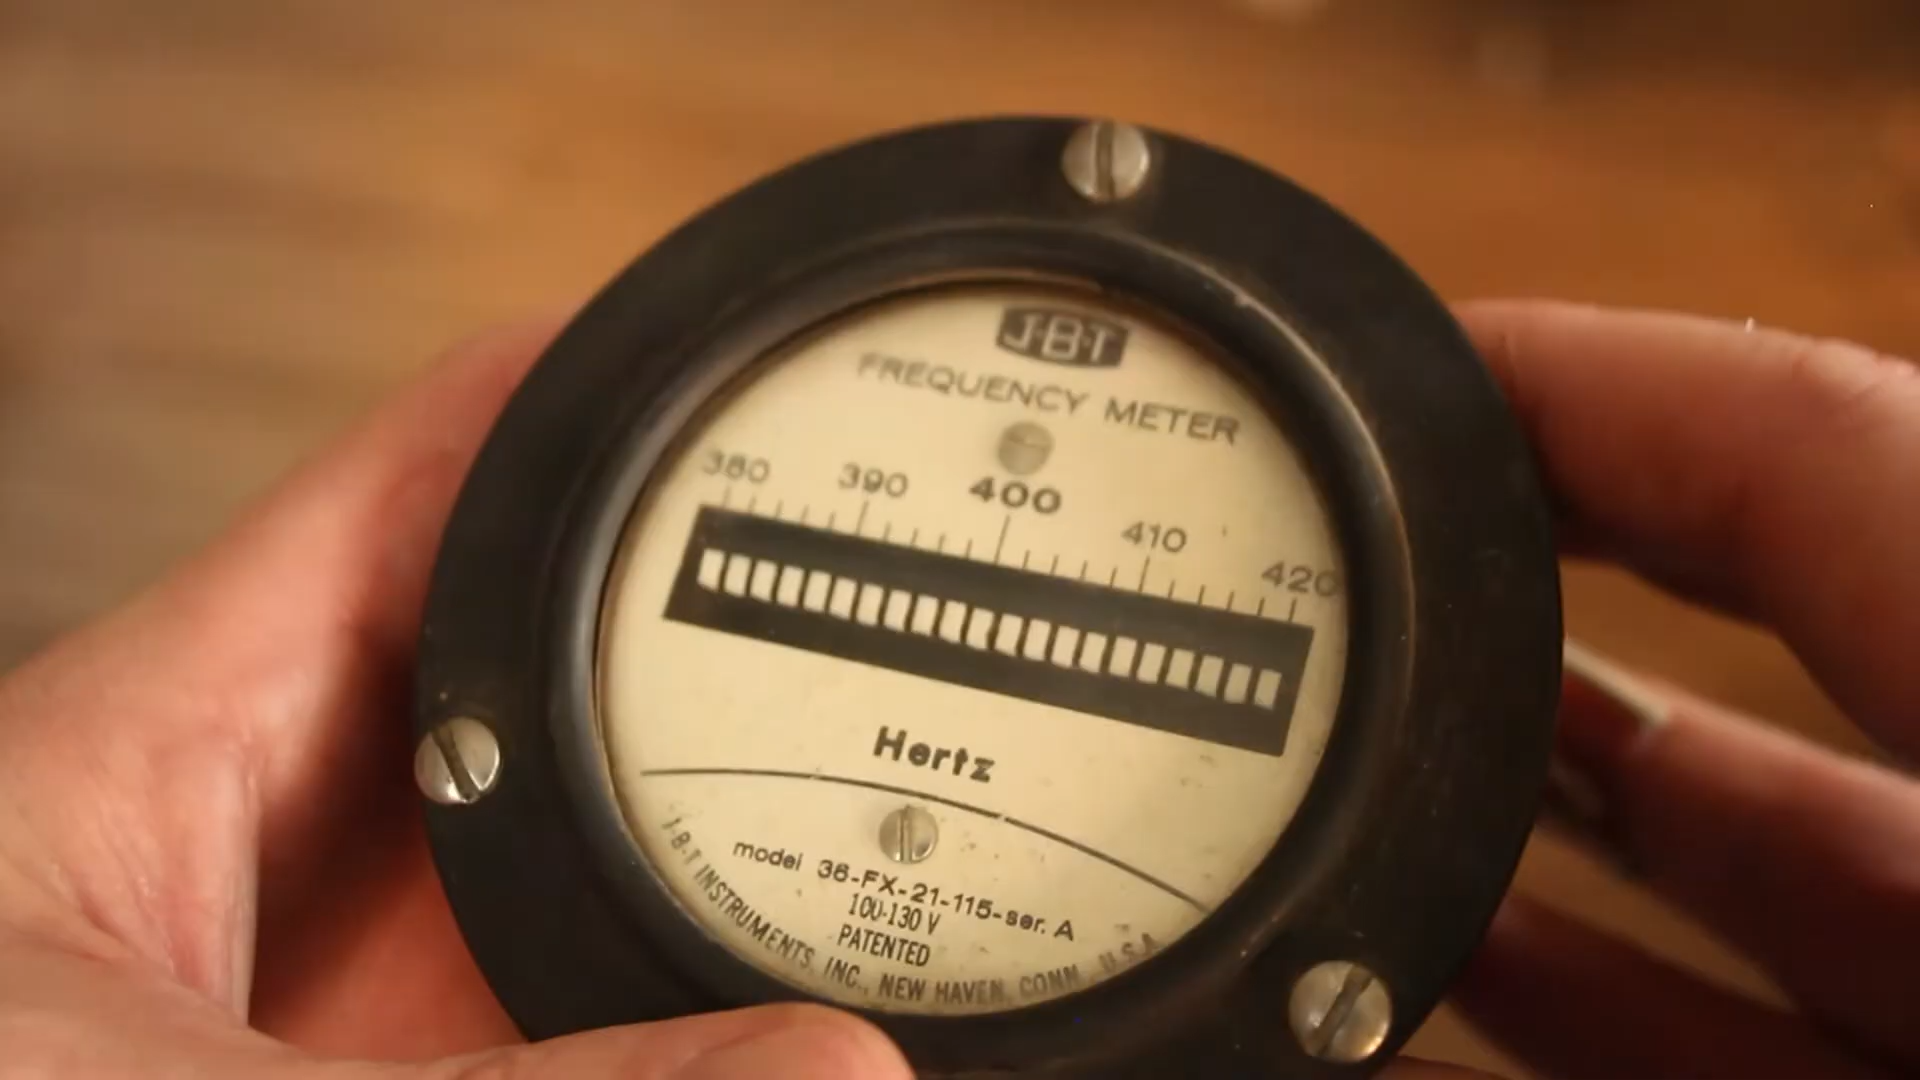 J·B·T
FREQUENCY METER
380 390 400 410 420
Hertz
model 36-FX-21-115-ser. A
100-130 V
PATENTED
J-B-T INSTRUMENTS, INC., NEW HAVEN, CONN., U.S.A.